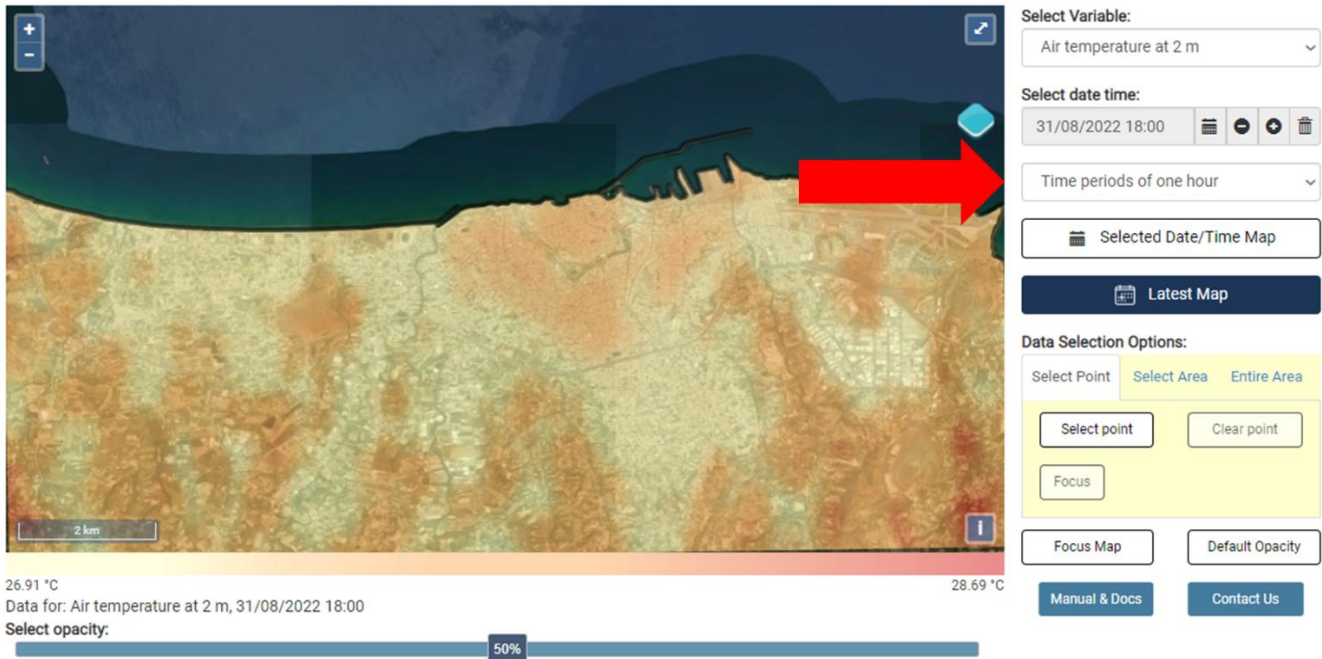 +
-
2 km
i
26.91 °C
28.69 °C
Data for: Air temperature at 2 m, 31/08/2022 18:00
Select opacity:
50%
Select Variable:
Air temperature at 2 m
Select date time:
31/08/2022 18:00
Time periods of one hour
Selected Date/Time Map
Latest Map
Data Selection Options:
Select Point Select Area Entire Area
Select point Clear point
Focus
Focus Map Default Opacity
Manual & Docs Contact Us